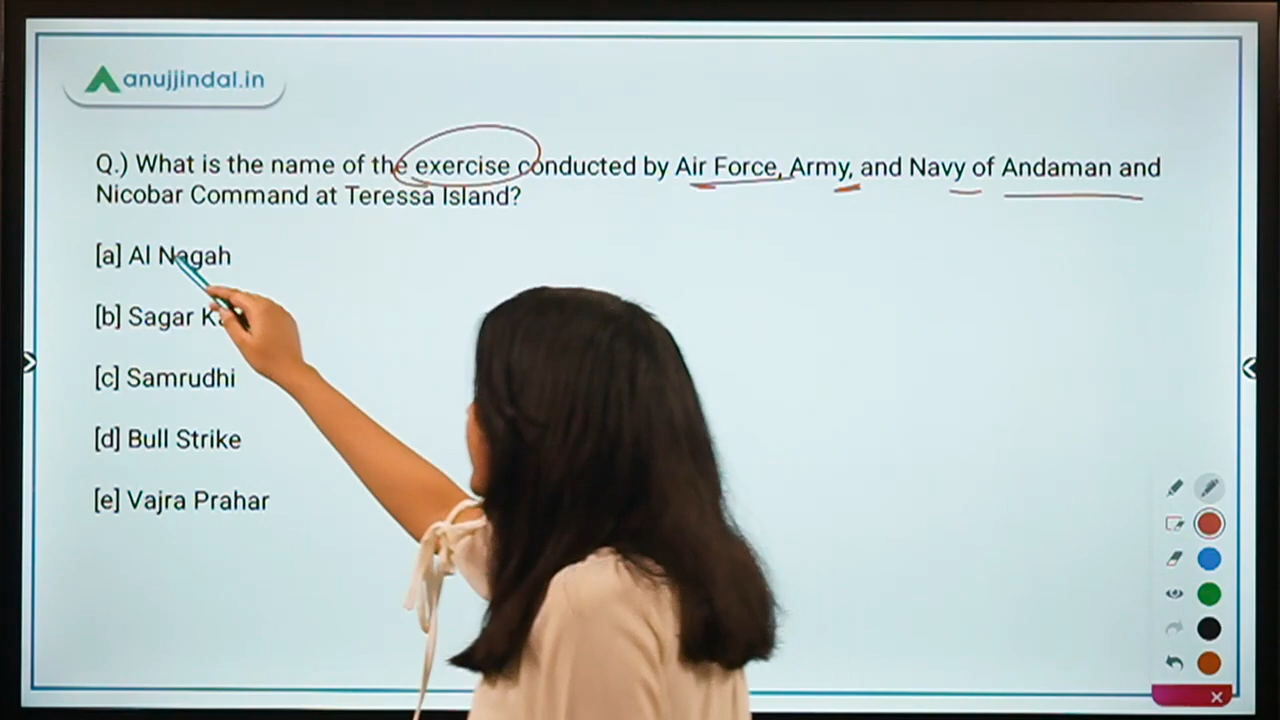 anujjindal.in
Q.) What is the name of the exercise conducted by Air Force, Army, and Navy of Andaman and
Nicobar Command at Teressa Island?
[a] Al Nagah
[b] Sagar
[c] Samrudhi
[d] Bull Strike
[e] Vajra Prahar